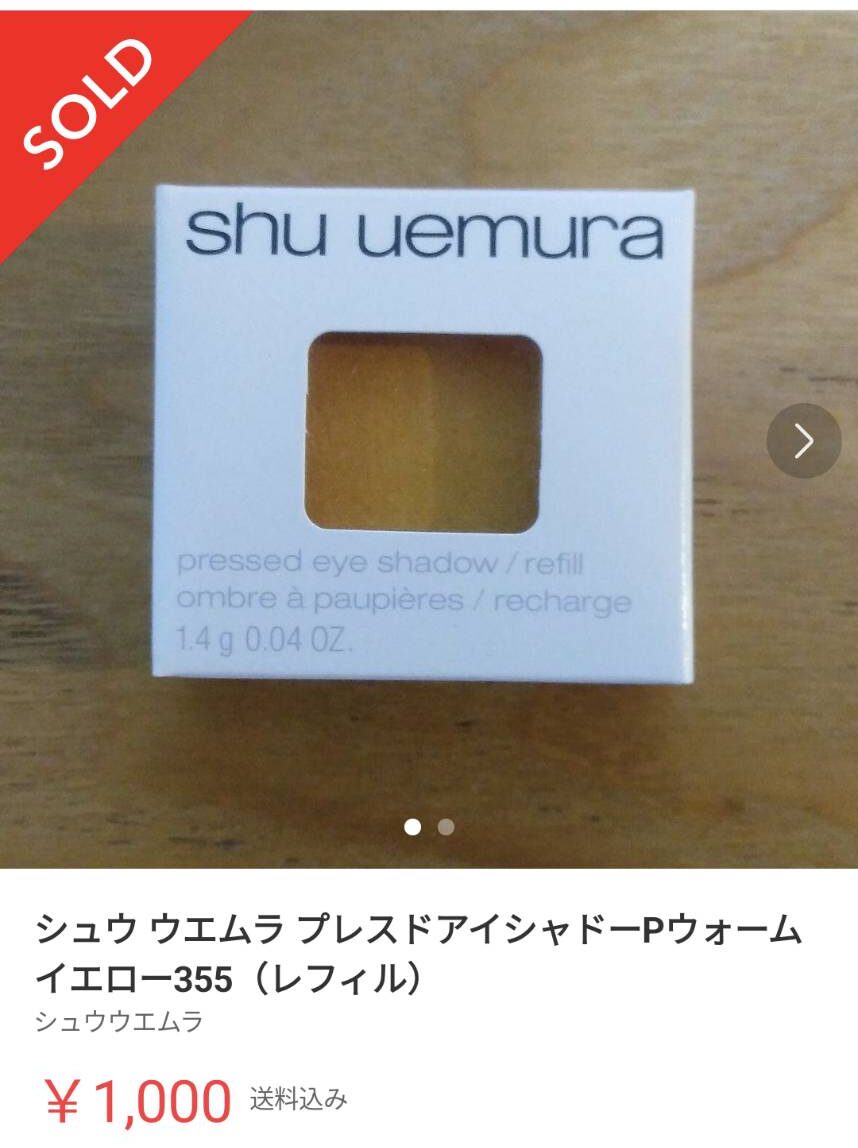 SOLD
shu uemura
pressed eye shadow / refill
ombre à paupières / recharge
1.4 g 0.04 OZ.
シュウ ウエムラ プレスドアイシャドーPウォーム
イエロー355（レフィル）
シュウウエムラ
￥1,000 送料込み